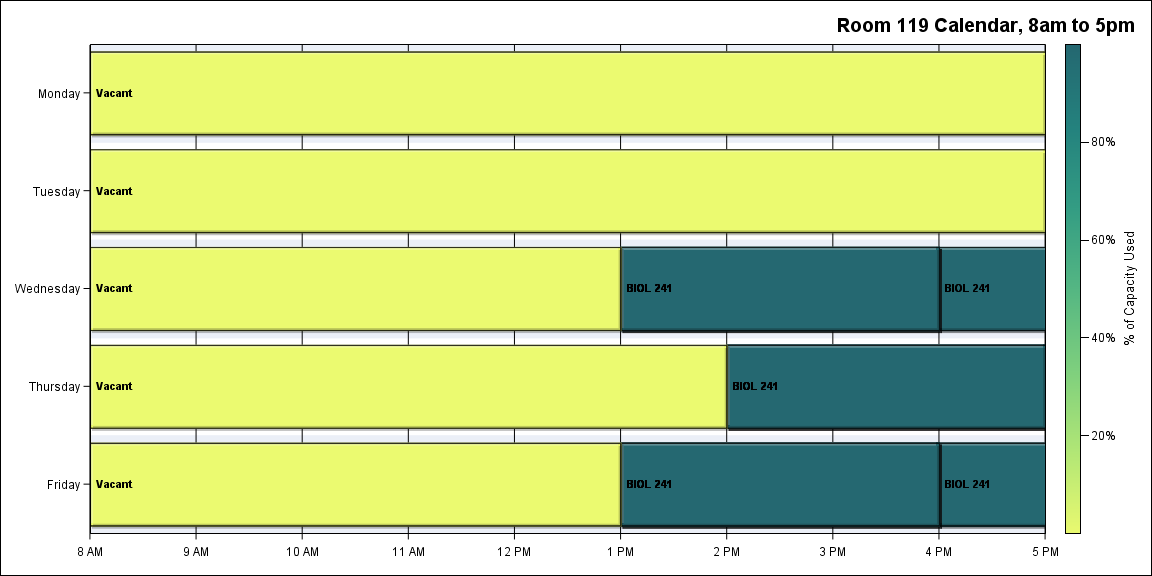 Room 119 Calendar, 8am to 5pm
Monday
Vacant
Tuesday
Vacant
Wednesday
Vacant
BIOL 241
BIOL 241
Thursday
Vacant
BIOL 241
Friday
Vacant
BIOL 241
BIOL 241
8 AM
9 AM
10 AM
11 AM
12 PM
1 PM
2 PM
3 PM
4 PM
5 PM
80%
60%
40%
20%
% of Capacity Used